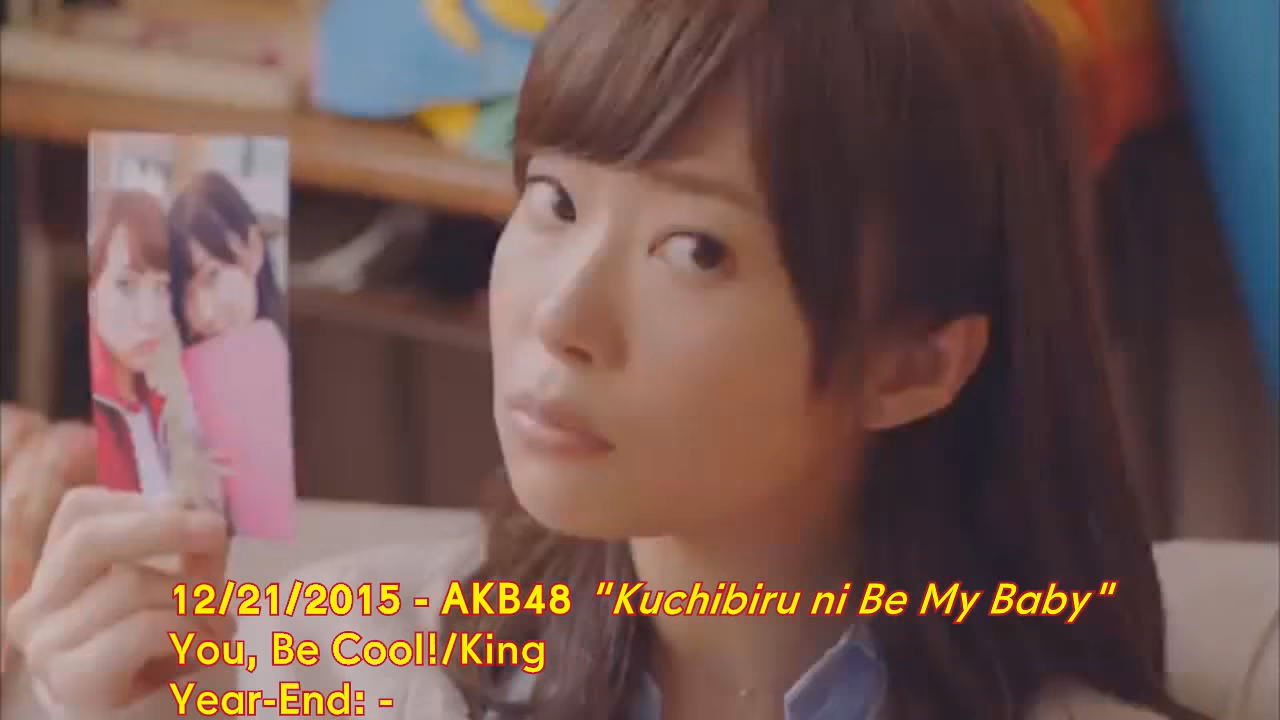 12/21/2015 - AKB48 "Kuchibiru ni Be My Baby"
You, Be Cool!/King
Year-End: -